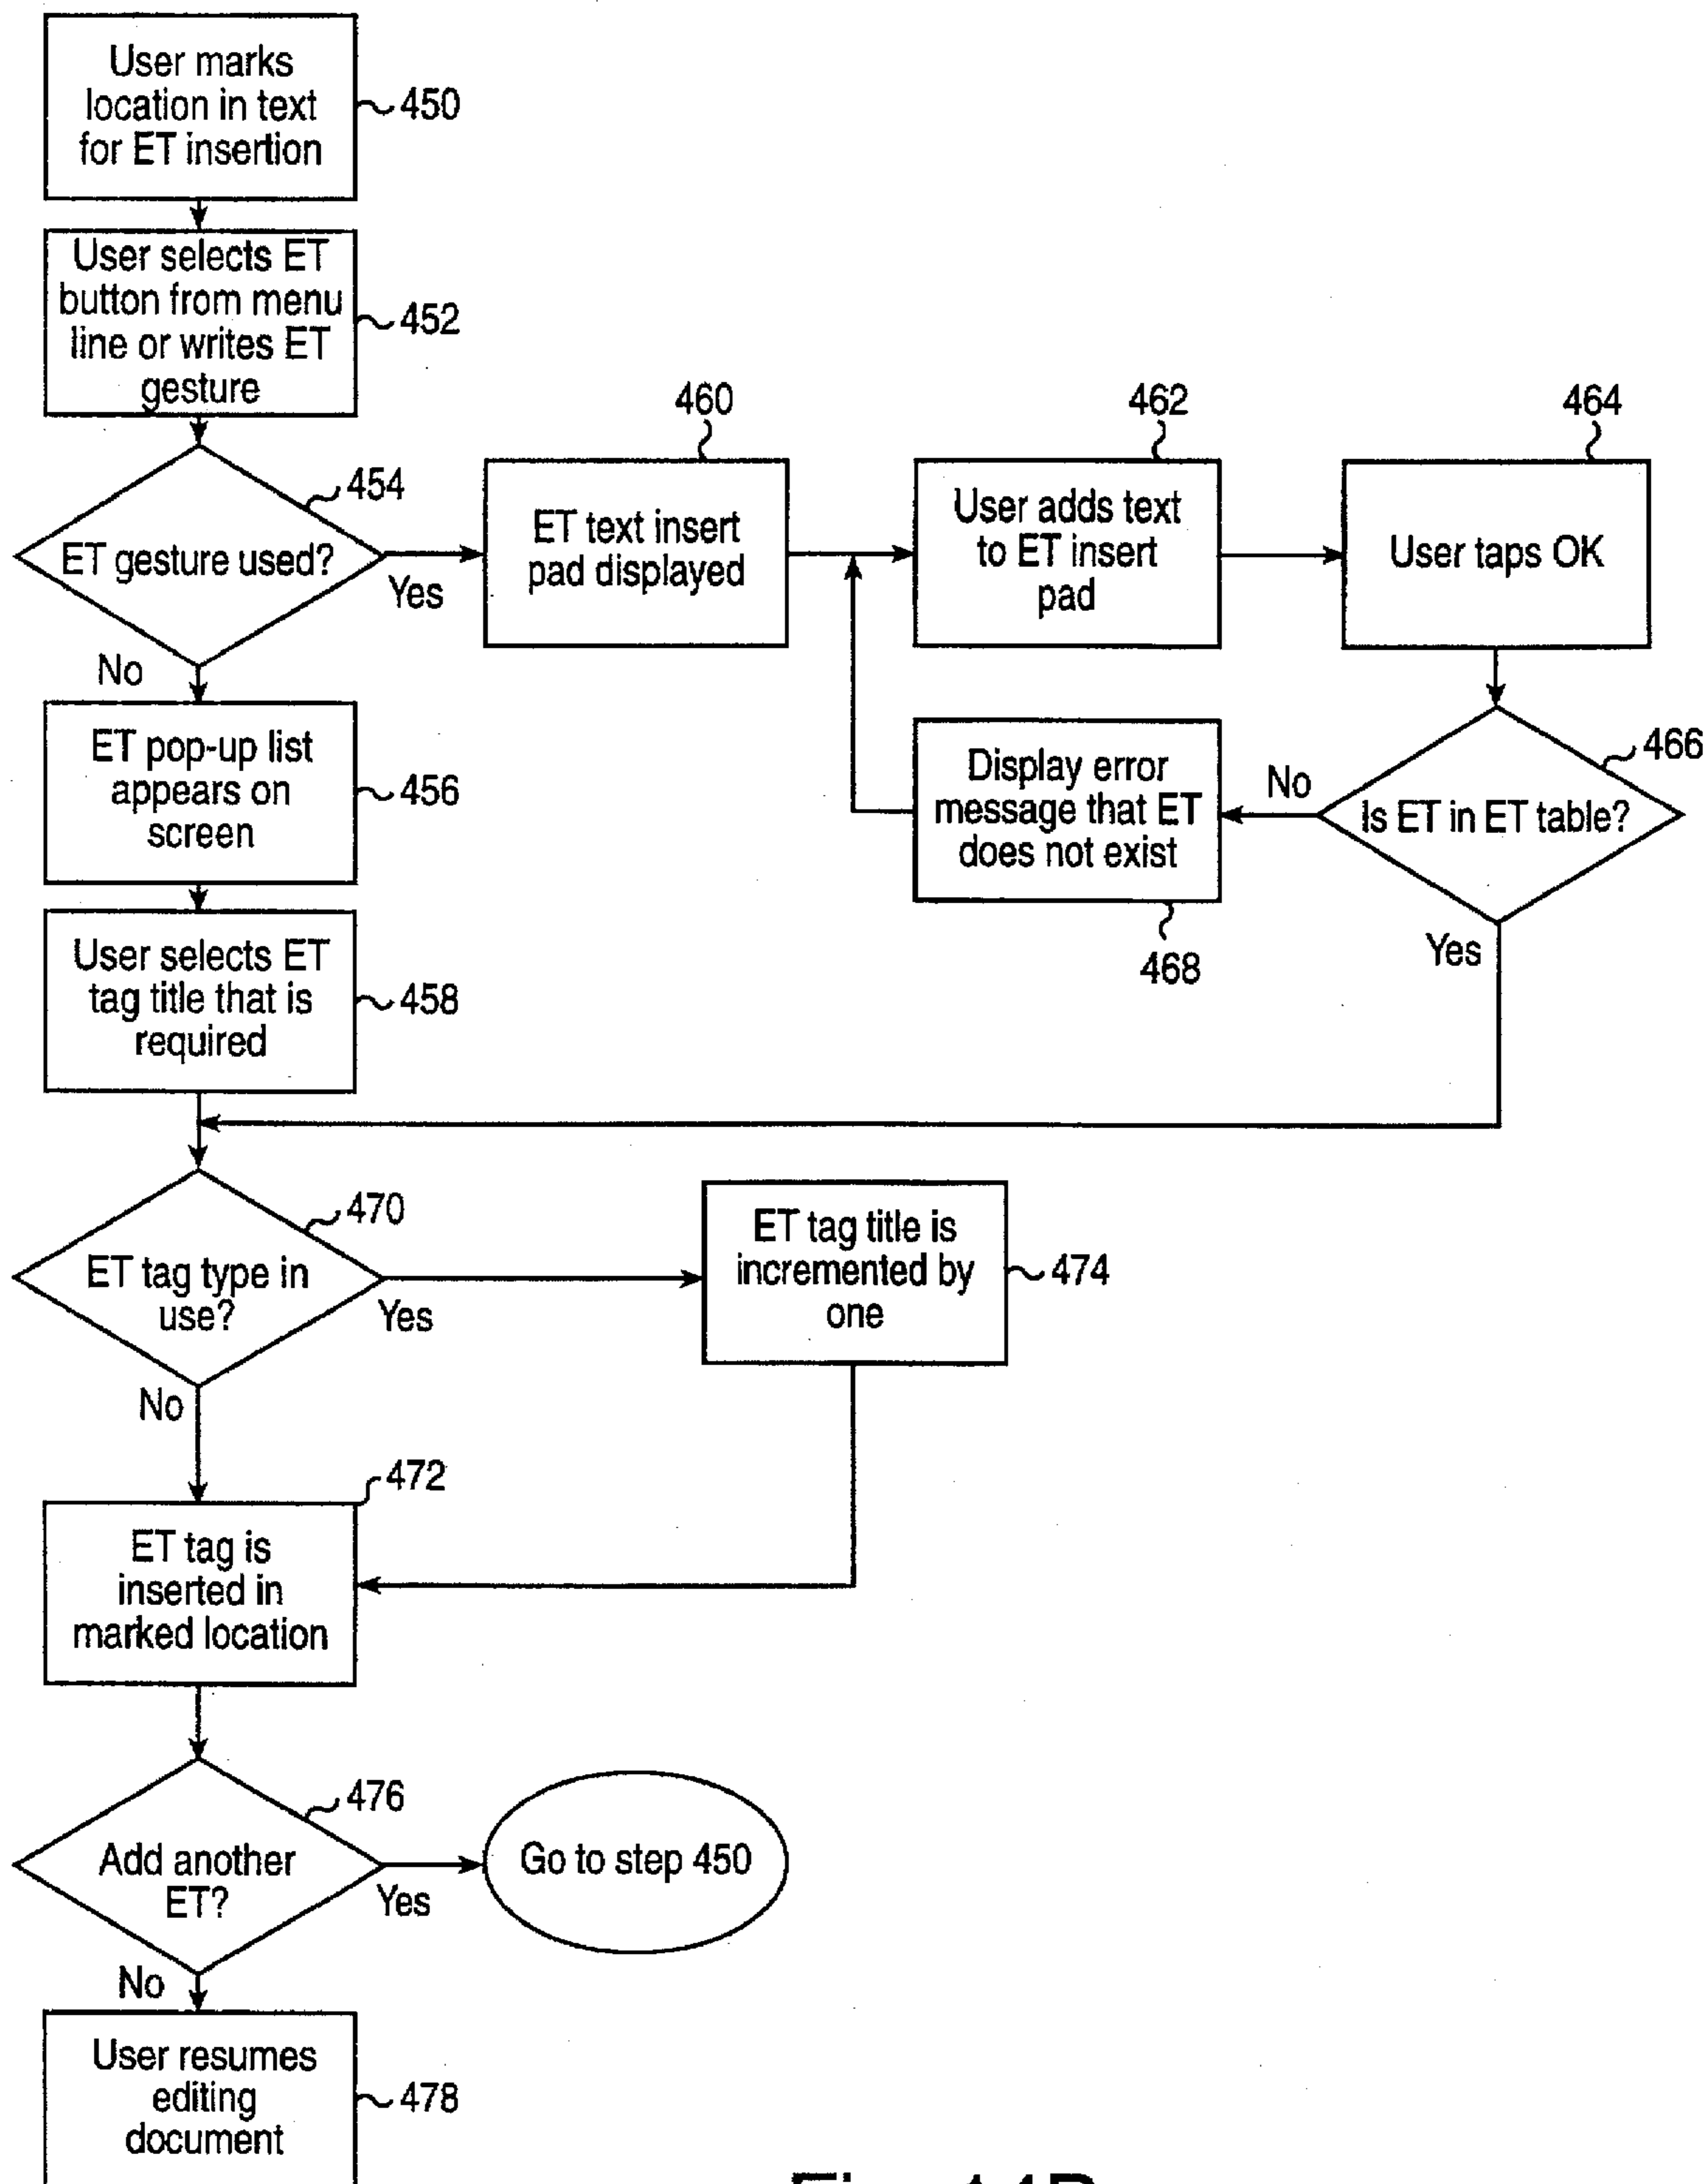 User marks
location in text
for ET insertion
450
User selects ET
button from menu
line or writes ET
gesture
452
460
462
464
454
ET gesture used?
Yes
No
ET text insert
pad displayed
User adds text
to ET insert
pad
User taps OK
ET pop-up list
appears on
screen
456
Display error
message that ET
does not exist
468
No
466
Is ET in ET table?
Yes
User selects ET
tag title that is
required
458
470
ET tag type in
use?
Yes
No
ET tag title is
incremented by
one
474
472
ET tag is
inserted in
marked location
476
Add another
ET?
Yes
Go to step 450
No
User resumes
editing
document
478